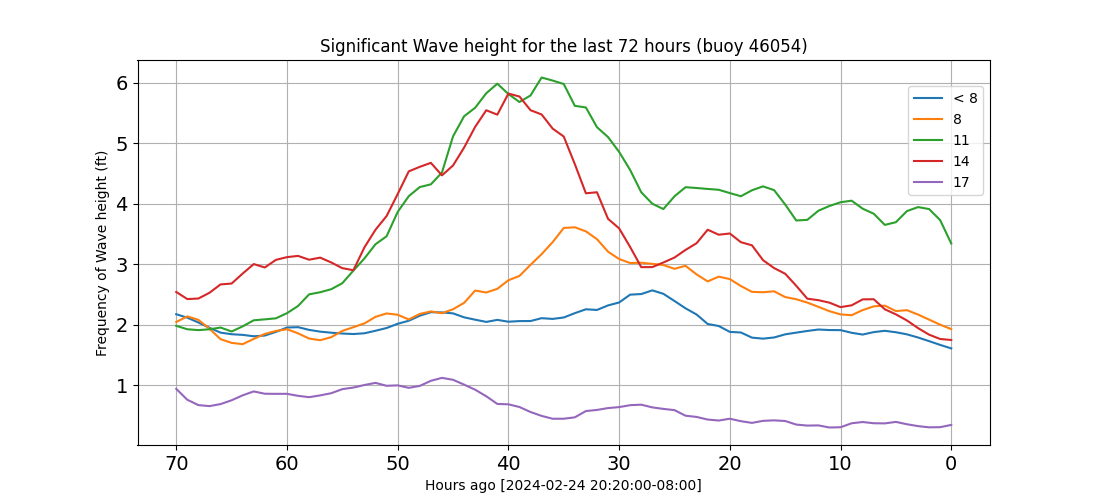 Significant Wave height for the last 72 hours (buoy 46054)
Frequency of Wave height (ft)
6
5
4
3
2
1
< 8
8
11
14
17
70 60 50 40 30 20 10 0
Hours ago [2024-02-24 20:20:00-08:00]